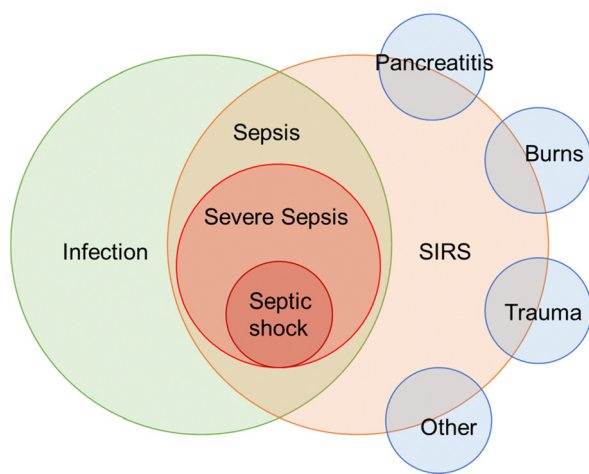 Pancreatitis
Sepsis
Burns
Severe Sepsis
Infection
SIRS
Septic
shock
Trauma
Other